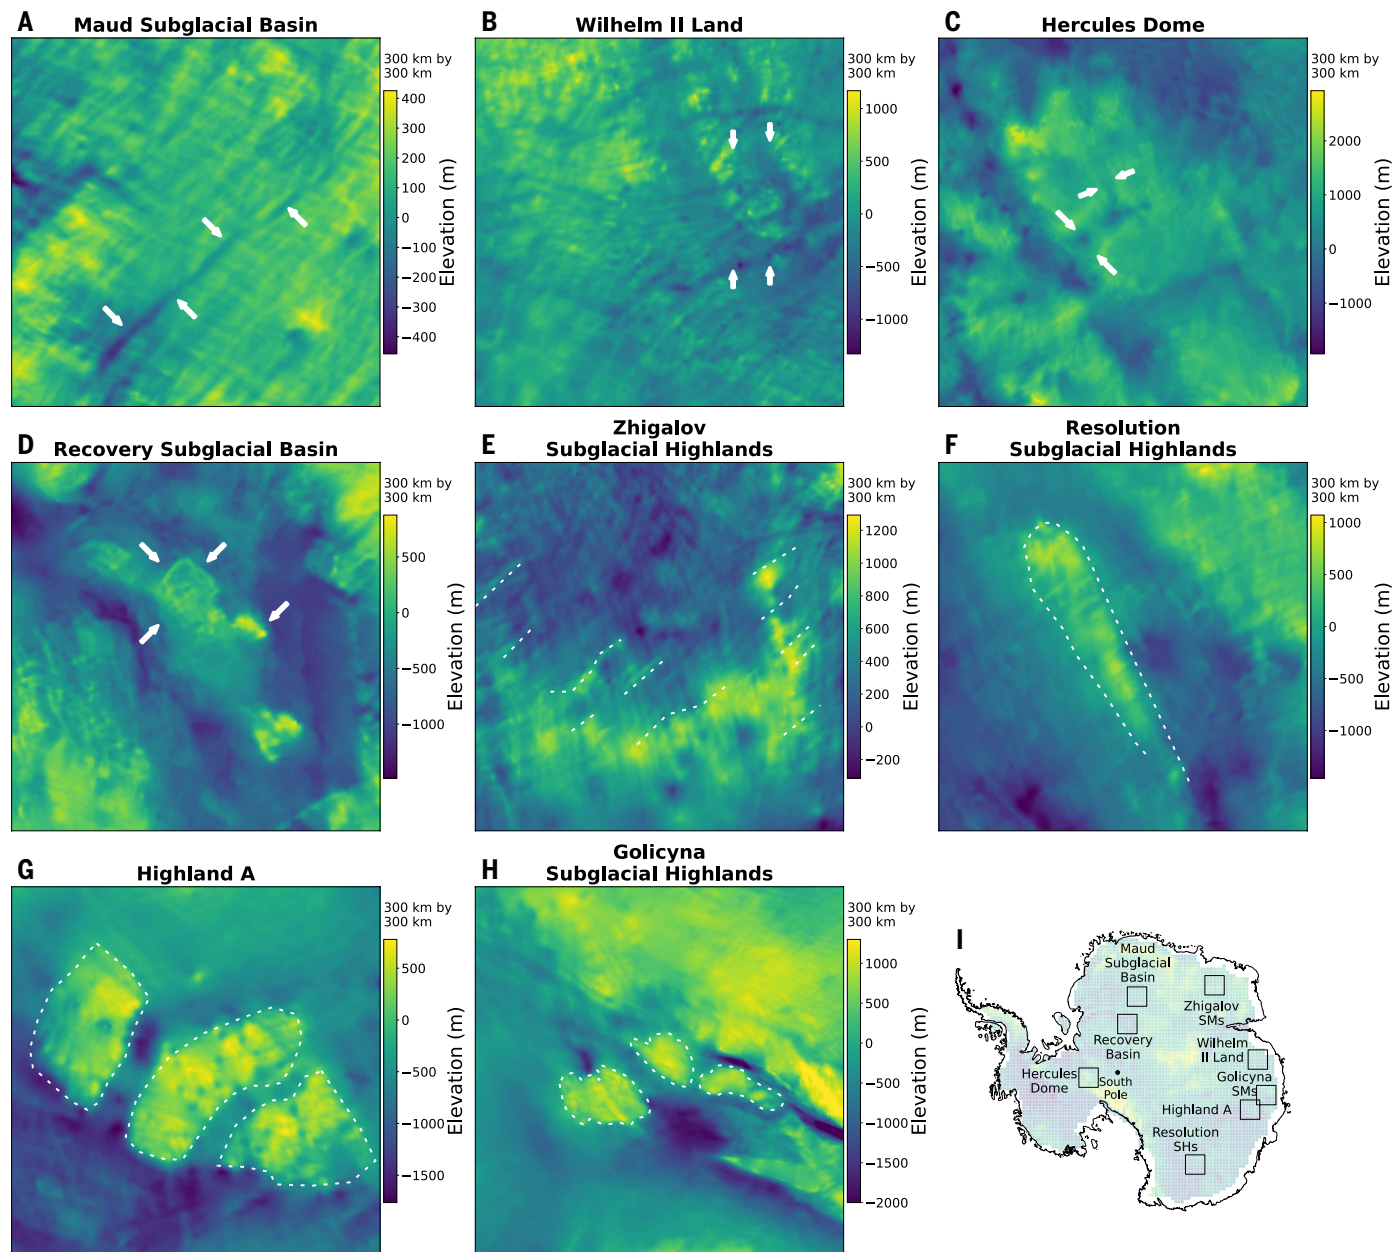 A
Maud Subglacial Basin
300 km by
300 km
400
300
200
100
0
−100
−200
−300
−400
Elevation (m)
B
Wilhelm II Land
300 km by
300 km
1000
500
0
−500
−1000
Elevation (m)
C
Hercules Dome
300 km by
300 km
2000
1000
0
−1000
Elevation (m)
D
Recovery Subglacial Basin
300 km by
300 km
500
0
−500
−1000
Elevation (m)
E
Zhigalov
Subglacial Highlands
300 km by
300 km
1200
1000
800
600
400
200
0
−200
Elevation (m)
F
Resolution
Subglacial Highlands
300 km by
300 km
1000
500
0
−500
−1000
Elevation (m)
G
Highland A
300 km by
300 km
500
0
−500
−1000
−1500
Elevation (m)
H
Golicyna
Subglacial Highlands
300 km by
300 km
1000
500
0
−500
−1000
−1500
−2000
Elevation (m)
I
Maud
Subglacial
Basin
Zhigalov
SMs
Recovery
Basin
Wilhelm
II Land
Hercules
Dome
South
Pole
Golicyna
SMs
Highland A
Resolution
SHs